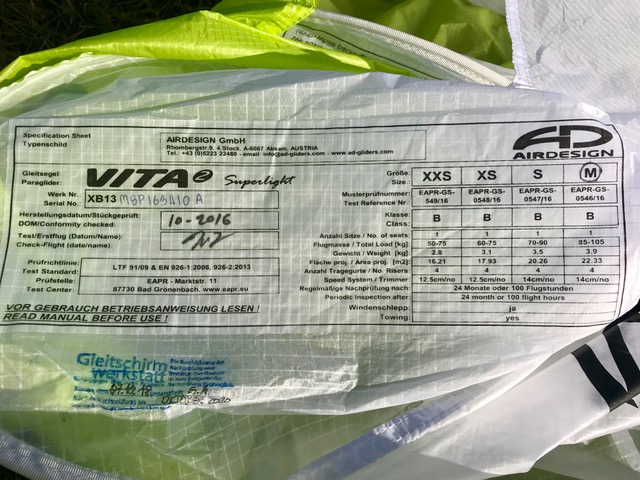 Specification Sheet
Typenschild
AIRDESIGN GmbH
Rhombergstr.9, 4.Stock, A-6067 Absam, AUSTRIA
Tel.: +43 (0)5223 22480 - email: info@ad-gliders.com - www.ad-gliders.com
AIRDESIGN
Gleitsegel:
Paraglider:
VITA 2 Superlight
Werk Nr.
Serial No.
XB13 M8P165410 A
Herstellungsdatum/Stückgeprüft:
DOM/Conformity checked:
10-2016
Test/Erstflug (Datum/Name):
Check-Flight (date/name):
Prüfrichtlinie:
Test Standard:
LTF 91/09 & EN 926-1:2006, 926-2:2013
Prüfstelle:
Test Center:
EAPR - Marktstr. 11
87730 Bad Grönenbach. www.eapr.eu
VOR GEBRAUCH BETRIEBSANWEISUNG LESEN !
READ MANUAL BEFORE USE !
Größe:
Size:
XXS XS S M
Musterprüfnummer:
Test Reference Nr:
EAPR-GS-549/16
EAPR-GS-0548/16
EAPR-GS-0547/16
EAPR-GS-0546/16
Klasse
Class:
B B B B
Anzahl Sitze / No. of seats 1 1 1 1
Flugmasse / Total Load [kg] 50-75 60-75 70-90 85-105
Gewicht / Weight [kg] 2.8 3.1 3.5 3.9
Flaeche proj. / Area proj. [m2] 16.21 17.93 20.26 22.33
Anzahl Tragegurte / No. of Risers 4 4 4 4
Speed System / Trimmer 12.5cm/no 12.5cm/no 14cm/no 14cm/no
Regelmäßige Nachprüfung nach 24 Monate oder 100 Flugstunden
Periodic inspection after 24 month or 100 flight hours
Windenschlepp: ja
Towing: yes
Gleitschirm
werkstatt
Die Durchführung
der Nachprüfung